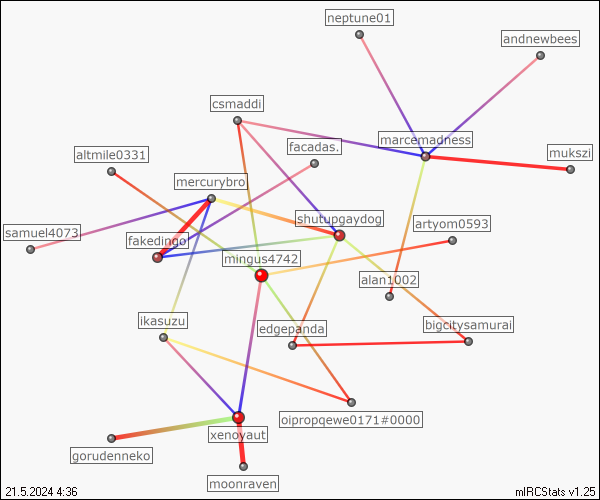 neptune01
andnewbees
csmaddi
marcemadness
facadas.
altmile0331
mukszi
mercurybro
shutupgaydog
artyom0593
samuel4073
fakedingo
mingus4742
alan1002
ikasuzu
edgepanda
bigcitysamurai
oipropqewe0171#0000
xenoyaut
gorudenneko
moonraven
21.5.2024 4:36
mIRCStats v1.25